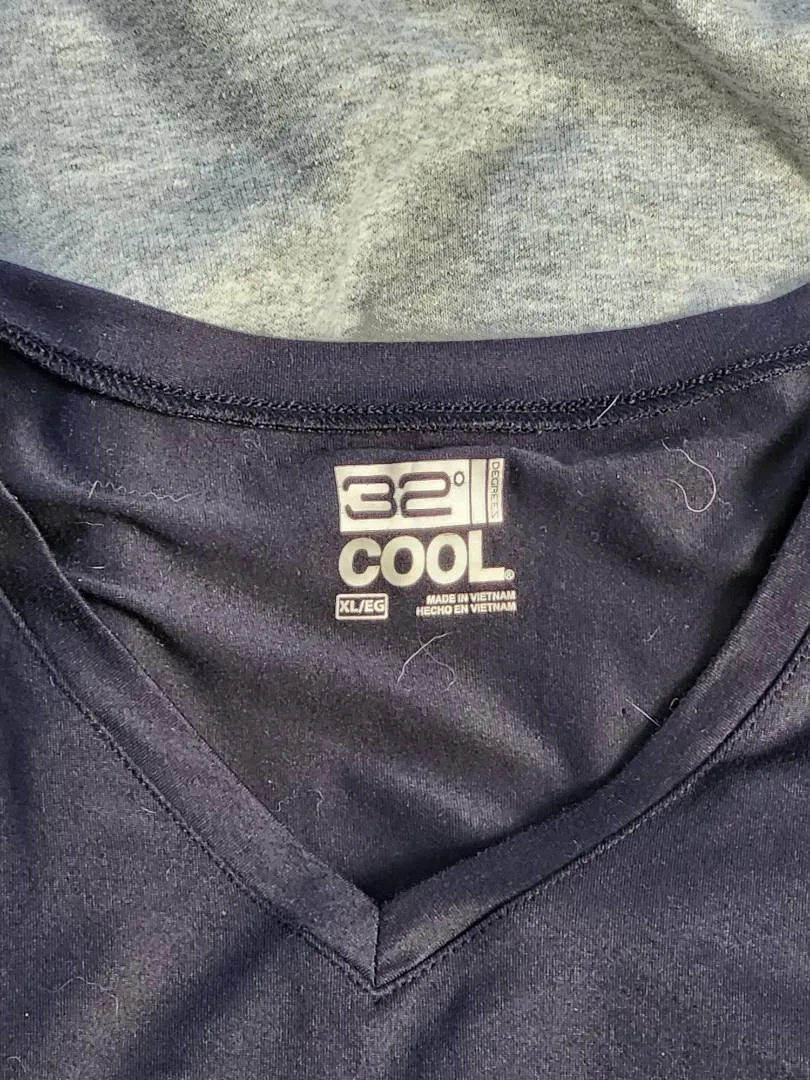 32° DEGREES
COOL®
XL/EG
MADE IN VIETNAM
HECHO EN VIETNAM